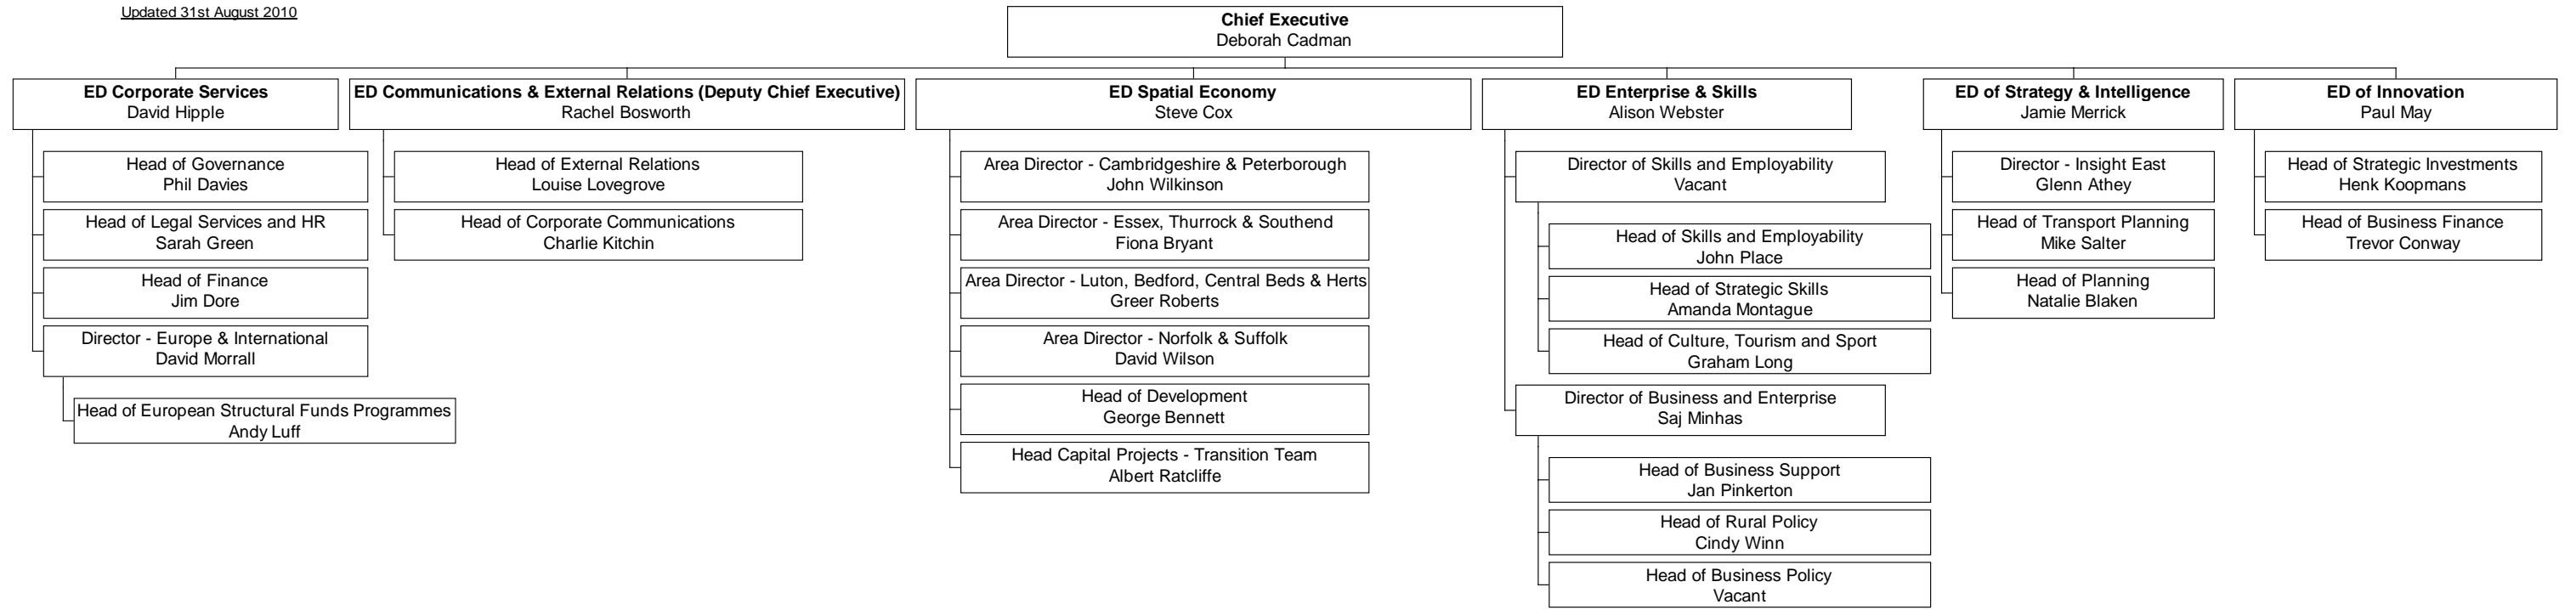 Updated 31st August 2010
Chief Executive
Deborah Cadman
ED Corporate Services
David Hipple
Head of Governance
Phil Davies
Head of Legal Services and HR
Sarah Green
Head of Finance
Jim Dore
Director - Europe & International
David Morrall
Head of European Structural Funds Programmes
Andy Luff
ED Communications & External Relations (Deputy Chief Executive)
Rachel Bosworth
Head of External Relations
Louise Lovegrove
Head of Corporate Communications
Charlie Kitchin
ED Spatial Economy
Steve Cox
Area Director - Cambridgeshire & Peterborough
John Wilkinson
Area Director - Essex, Thurrock & Southend
Fiona Bryant
Area Director - Luton, Bedford, Central Beds & Herts
Greer Roberts
Area Director - Norfolk & Suffolk
David Wilson
Head of Development
George Bennett
Head Capital Projects - Transition Team
Albert Ratcliffe
ED Enterprise & Skills
Alison Webster
Director of Skills and Employability
Vacant
Head of Skills and Employability
John Place
Head of Strategic Skills
Amanda Montague
Head of Culture, Tourism and Sport
Graham Long
Director of Business and Enterprise
Saj Minhas
Head of Business Support
Jan Pinkerton
Head of Rural Policy
Cindy Winn
Head of Business Policy
Vacant
ED of Strategy & Intelligence
Jamie Merrick
Director - Insight East
Glenn Athey
Head of Transport Planning
Mike Salter
Head of Planning
Natalie Blaken
ED of Innovation
Paul May
Head of Strategic Investments
Henk Koopmans
Head of Business Finance
Trevor Conway